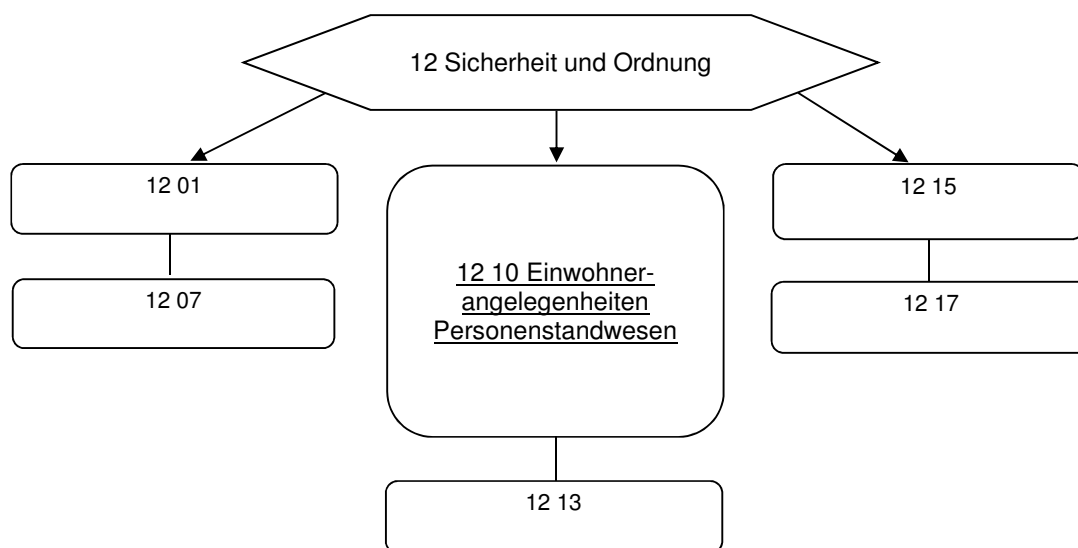 12 Sicherheit und Ordnung
12 01
12 07
12 10 Einwohner-
angelegenheiten
Personenstandwesen
12 13
12 15
12 17